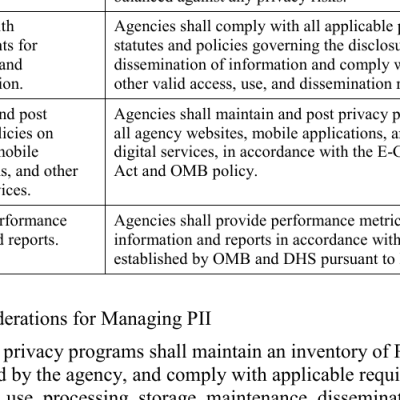 balanced against any privacy risks.
th
Agencies shall comply with all applicable
ts for
statutes and policies governing the
and
dissemination of information and comply
ion.
other valid access, use, and dissemination
nd post
Agencies shall maintain and post privacy
licies on
all agency websites, mobile applications,
mobile
digital services, in accordance with the
s, and other
Act and OMB policy.
ices.
rformance
Agencies shall provide performance
d reports.
information and reports in accordance with
established by OMB and DHS pursuant to
derations for Managing PII
privacy programs shall maintain an inventory of
d by the agency, and comply with applicable
use, processing, storage, maintenance,